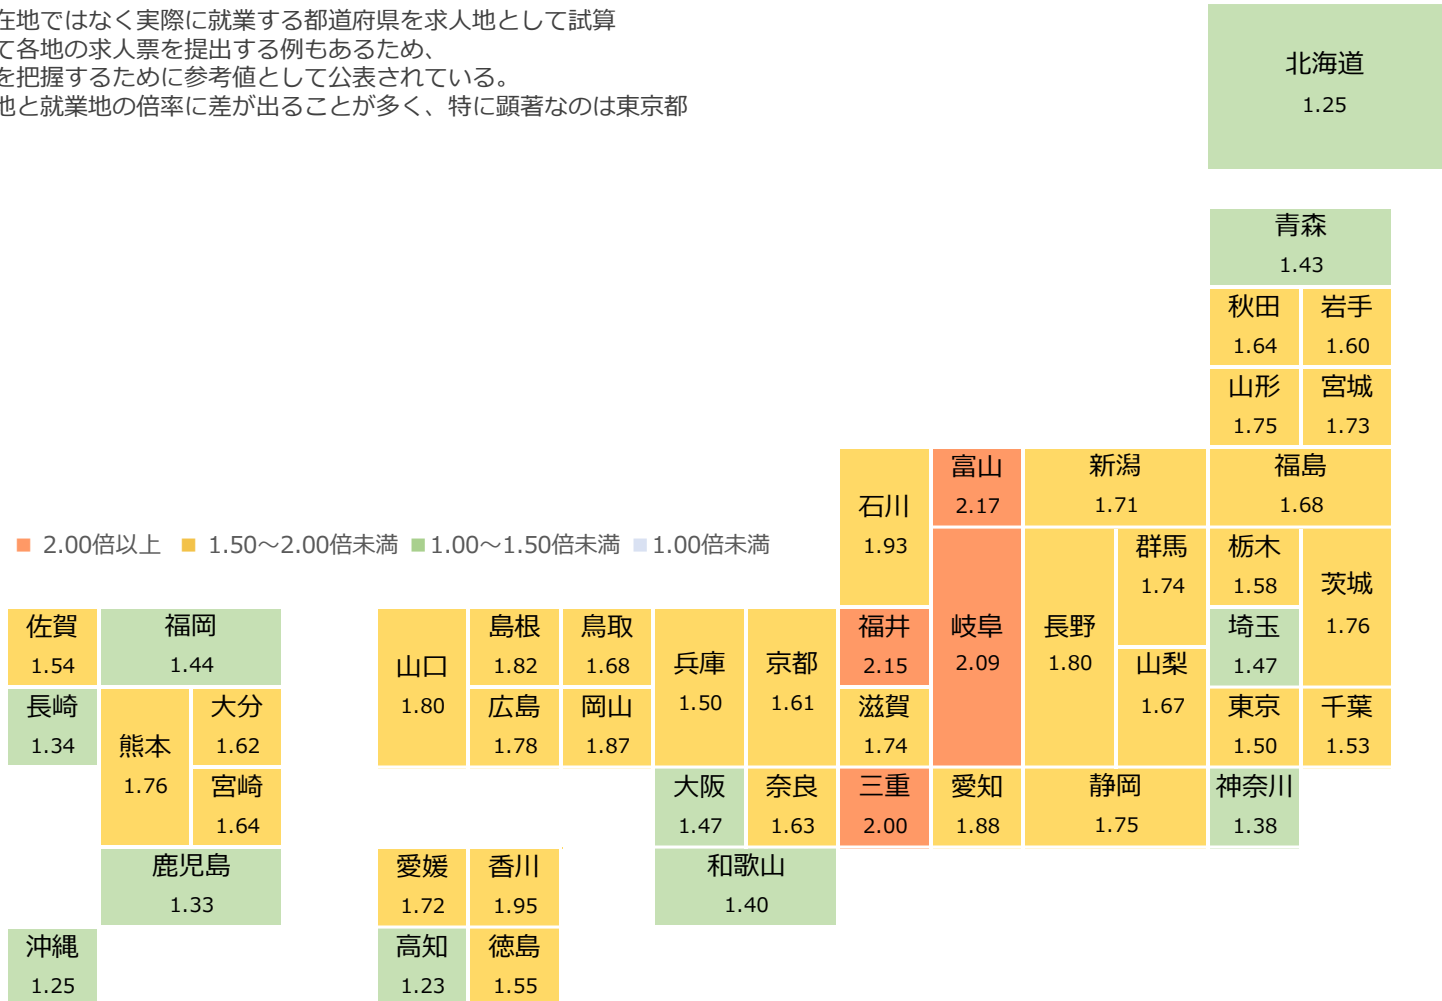 在地ではなく実際に就業する都道府県を求人地として試算
て各地の求人票を提出する例もあるため、
を把握するために参考値として公表されている。
地と就業地の倍率に差が出ることが多く、特に顕著なのは東京都
北海道
1.25
青森
1.43
秋田 岩手
1.64 1.60
山形 宮城
1.75 1.73
石川 富山 新潟 福島
1.93 2.17 1.71 1.68
■ 2.00倍以上 ■ 1.50～2.00倍未満 ■1.00～1.50倍未満 ■1.00倍未満
群馬 栃木 茨城
1.74 1.58 1.76
佐賀 福岡
1.54 1.44
山口 島根 鳥取 兵庫 京都 福井 岐阜 長野 山梨 埼玉
1.80 1.82 1.68 1.50 1.61 2.15 2.09 1.80 1.67 1.47
長崎 熊本 大分
1.34 1.76 1.62
広島 岡山 滋賀 東京 千葉
1.78 1.87 1.74 1.50 1.53
宮崎
1.64
大阪 奈良 三重 愛知 静岡 神奈川
1.47 1.63 2.00 1.88 1.75 1.38
鹿児島 愛媛 香川 和歌山
1.33 1.72 1.95 1.40
沖縄 高知 徳島
1.25 1.23 1.55